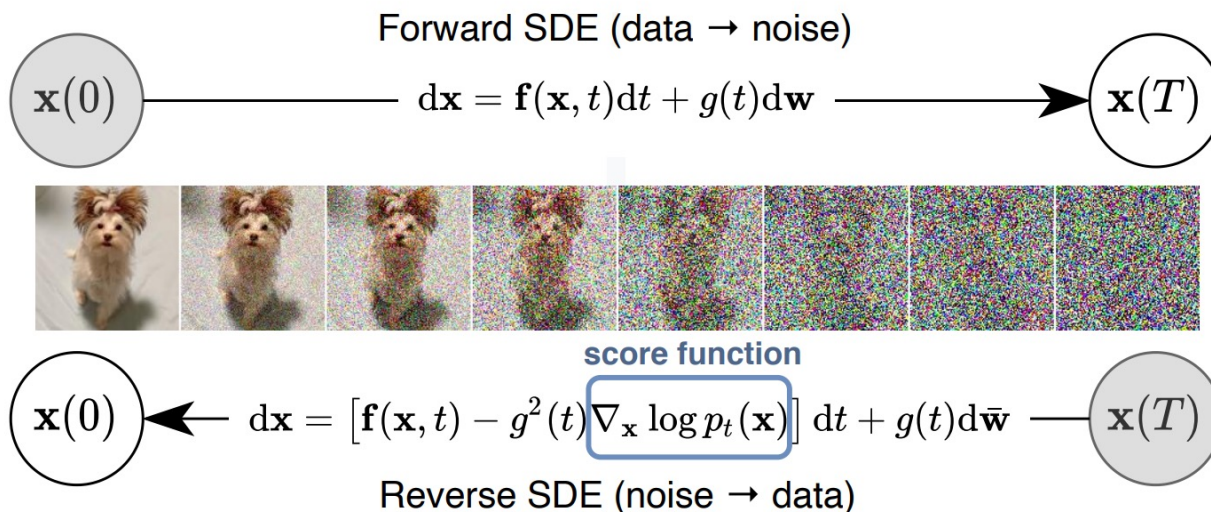 Forward SDE (data → noise)
x(0) dx = f(x, t)dt + g(t)dw x(T)
score function
x(0) dx = [f(x, t) − g²(t)∇ₓ log pₜ(x)] dt + g(t)dw̄ x(T)
Reverse SDE (noise → data)